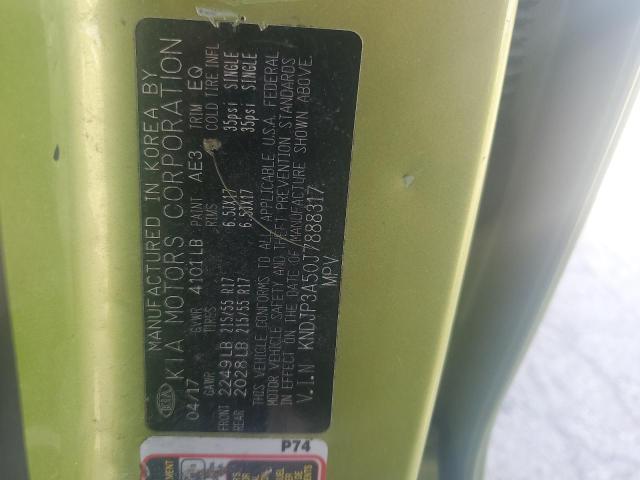 MANUFACTURED IN KOREA BY
KIA KIA MOTORS CORPORATION
04/17 GVWR 4101LB PAINT AE3 TRIM EQ
GAWR TIRES RIMS COLD TIRE INFL
FRONT 2249LB 215/55 R17 6.5JX17 35psi SINGLE
REAR 2028LB 215/55 R17 6.5JX17 35psi SINGLE
THIS VEHICLE CONFORMS TO ALL APPLICABLE U.S.A. FEDERAL
MOTOR VEHICLE SAFETY AND THEFT PREVENTION STANDARDS
IN EFFECT ON THE DATE OF MANUFACTURE SHOWN ABOVE.
V.I.N KNDJP3A50J7888317
MPV
P74